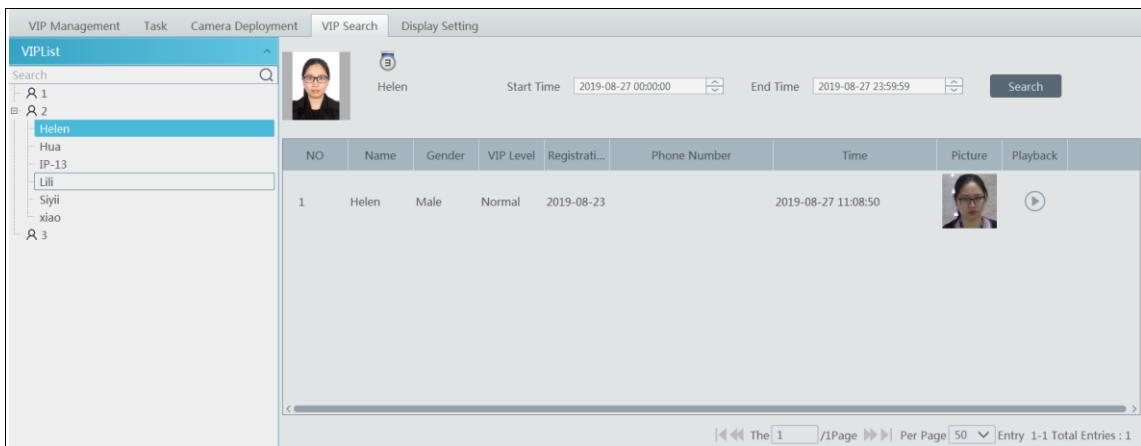 VIP Management Task Camera Deployment VIP Search Display Setting
VIPList
Search
1
2
Helen
Hua
IP-13
Lili
Siyii
xiao
3
3
Helen
Start Time 2019-08-27 00:00:00 End Time 2019-08-27 23:59:59 Search
NO Name Gender VIP Level Registrati... Phone Number Time Picture Playback
1 Helen Male Normal 2019-08-23 2019-08-27 11:08:50
The 1 /1Page Per Page 50 Entry 1-1 Total Entries : 1